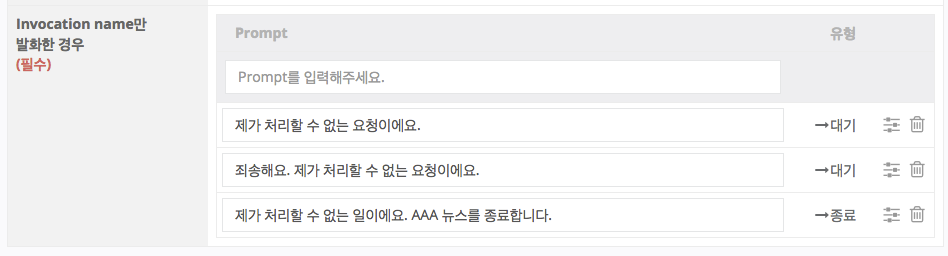 Invocation name만
발화한 경우
(필수)
Prompt 유형
Prompt를 입력해주세요.
제가 처리할 수 없는 요청이에요. →대기
죄송해요. 제가 처리할 수 없는 요청이에요. →대기
제가 처리할 수 없는 일이에요. AAA 뉴스를 종료합니다. →종료